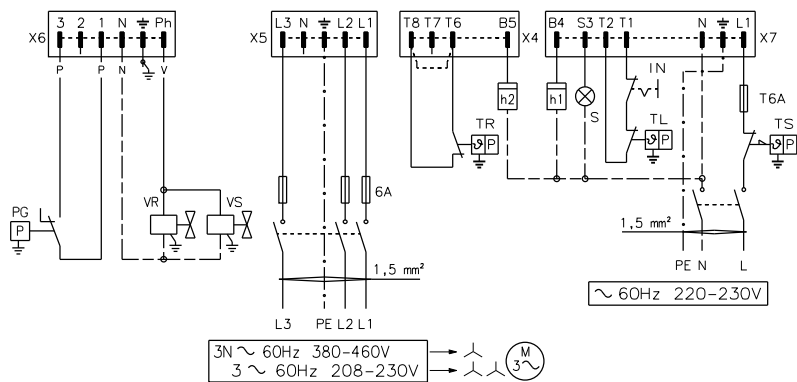 3 2 1 N Ph
X6
P P N V
PG
P
VR VS
L3 N L2 L1
X5
6A
1,5 mm²
L3 PE L2 L1
3N ~ 60Hz 380-460V
3 ~ 60Hz 208-230V
M
3~
T8 T7 T6 B5
X4
h2
TR
ϑ P
B4 S3 T2 T1 N L1
X7
h1
S
IN
TL
ϑ P
T6A
TS
ϑ P
1,5 mm²
PE N L
~ 60Hz 220-230V